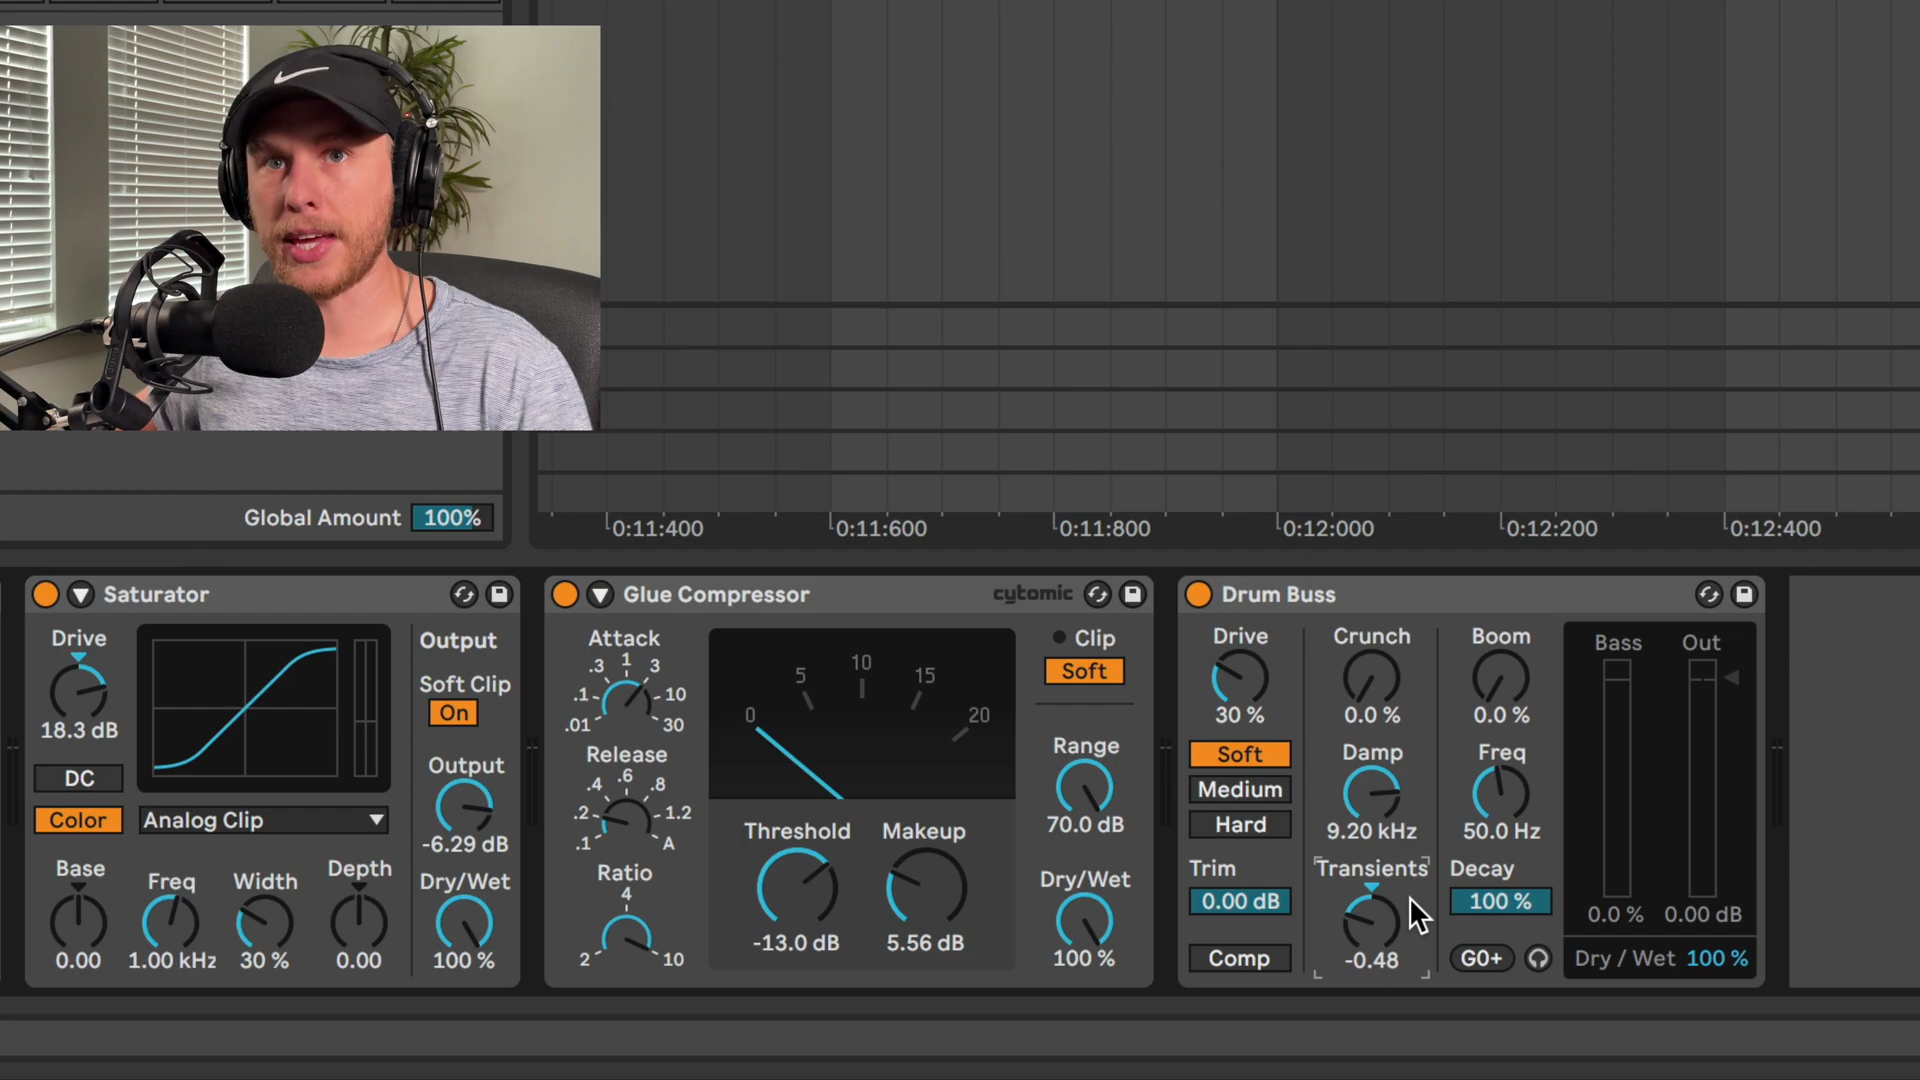 Global Amount 100%
0:11:400 0:11:600 0:11:800 0:12:000 0:12:200 0:12:400
Saturator
Drive
18.3 dB
DC
Color
Analog Clip
Base
0.00
Freq
1.00 kHz
Width
30 %
Depth
0.00
Output
Soft Clip
On
Output
-6.29 dB
Dry/Wet
100 %
Glue Compressor
cytomic
Attack
.01 .1 .3 1 3 10 30
Release
.1 .2 .4 .6 .8 1.2 A
Ratio
2 4 10
0 5 10 15 20
Threshold
-13.0 dB
Makeup
5.56 dB
Clip
Soft
Range
70.0 dB
Dry/Wet
100 %
Drum Buss
Drive
30 %
Soft
Medium
Hard
Trim
0.00 dB
Comp
Crunch
0.0 %
Damp
9.20 kHz
Transients
-0.48
Boom
0.0 %
Freq
50.0 Hz
Decay
100 %
G0+
Bass Out
0.0 % 0.00 dB
Dry / Wet 100 %